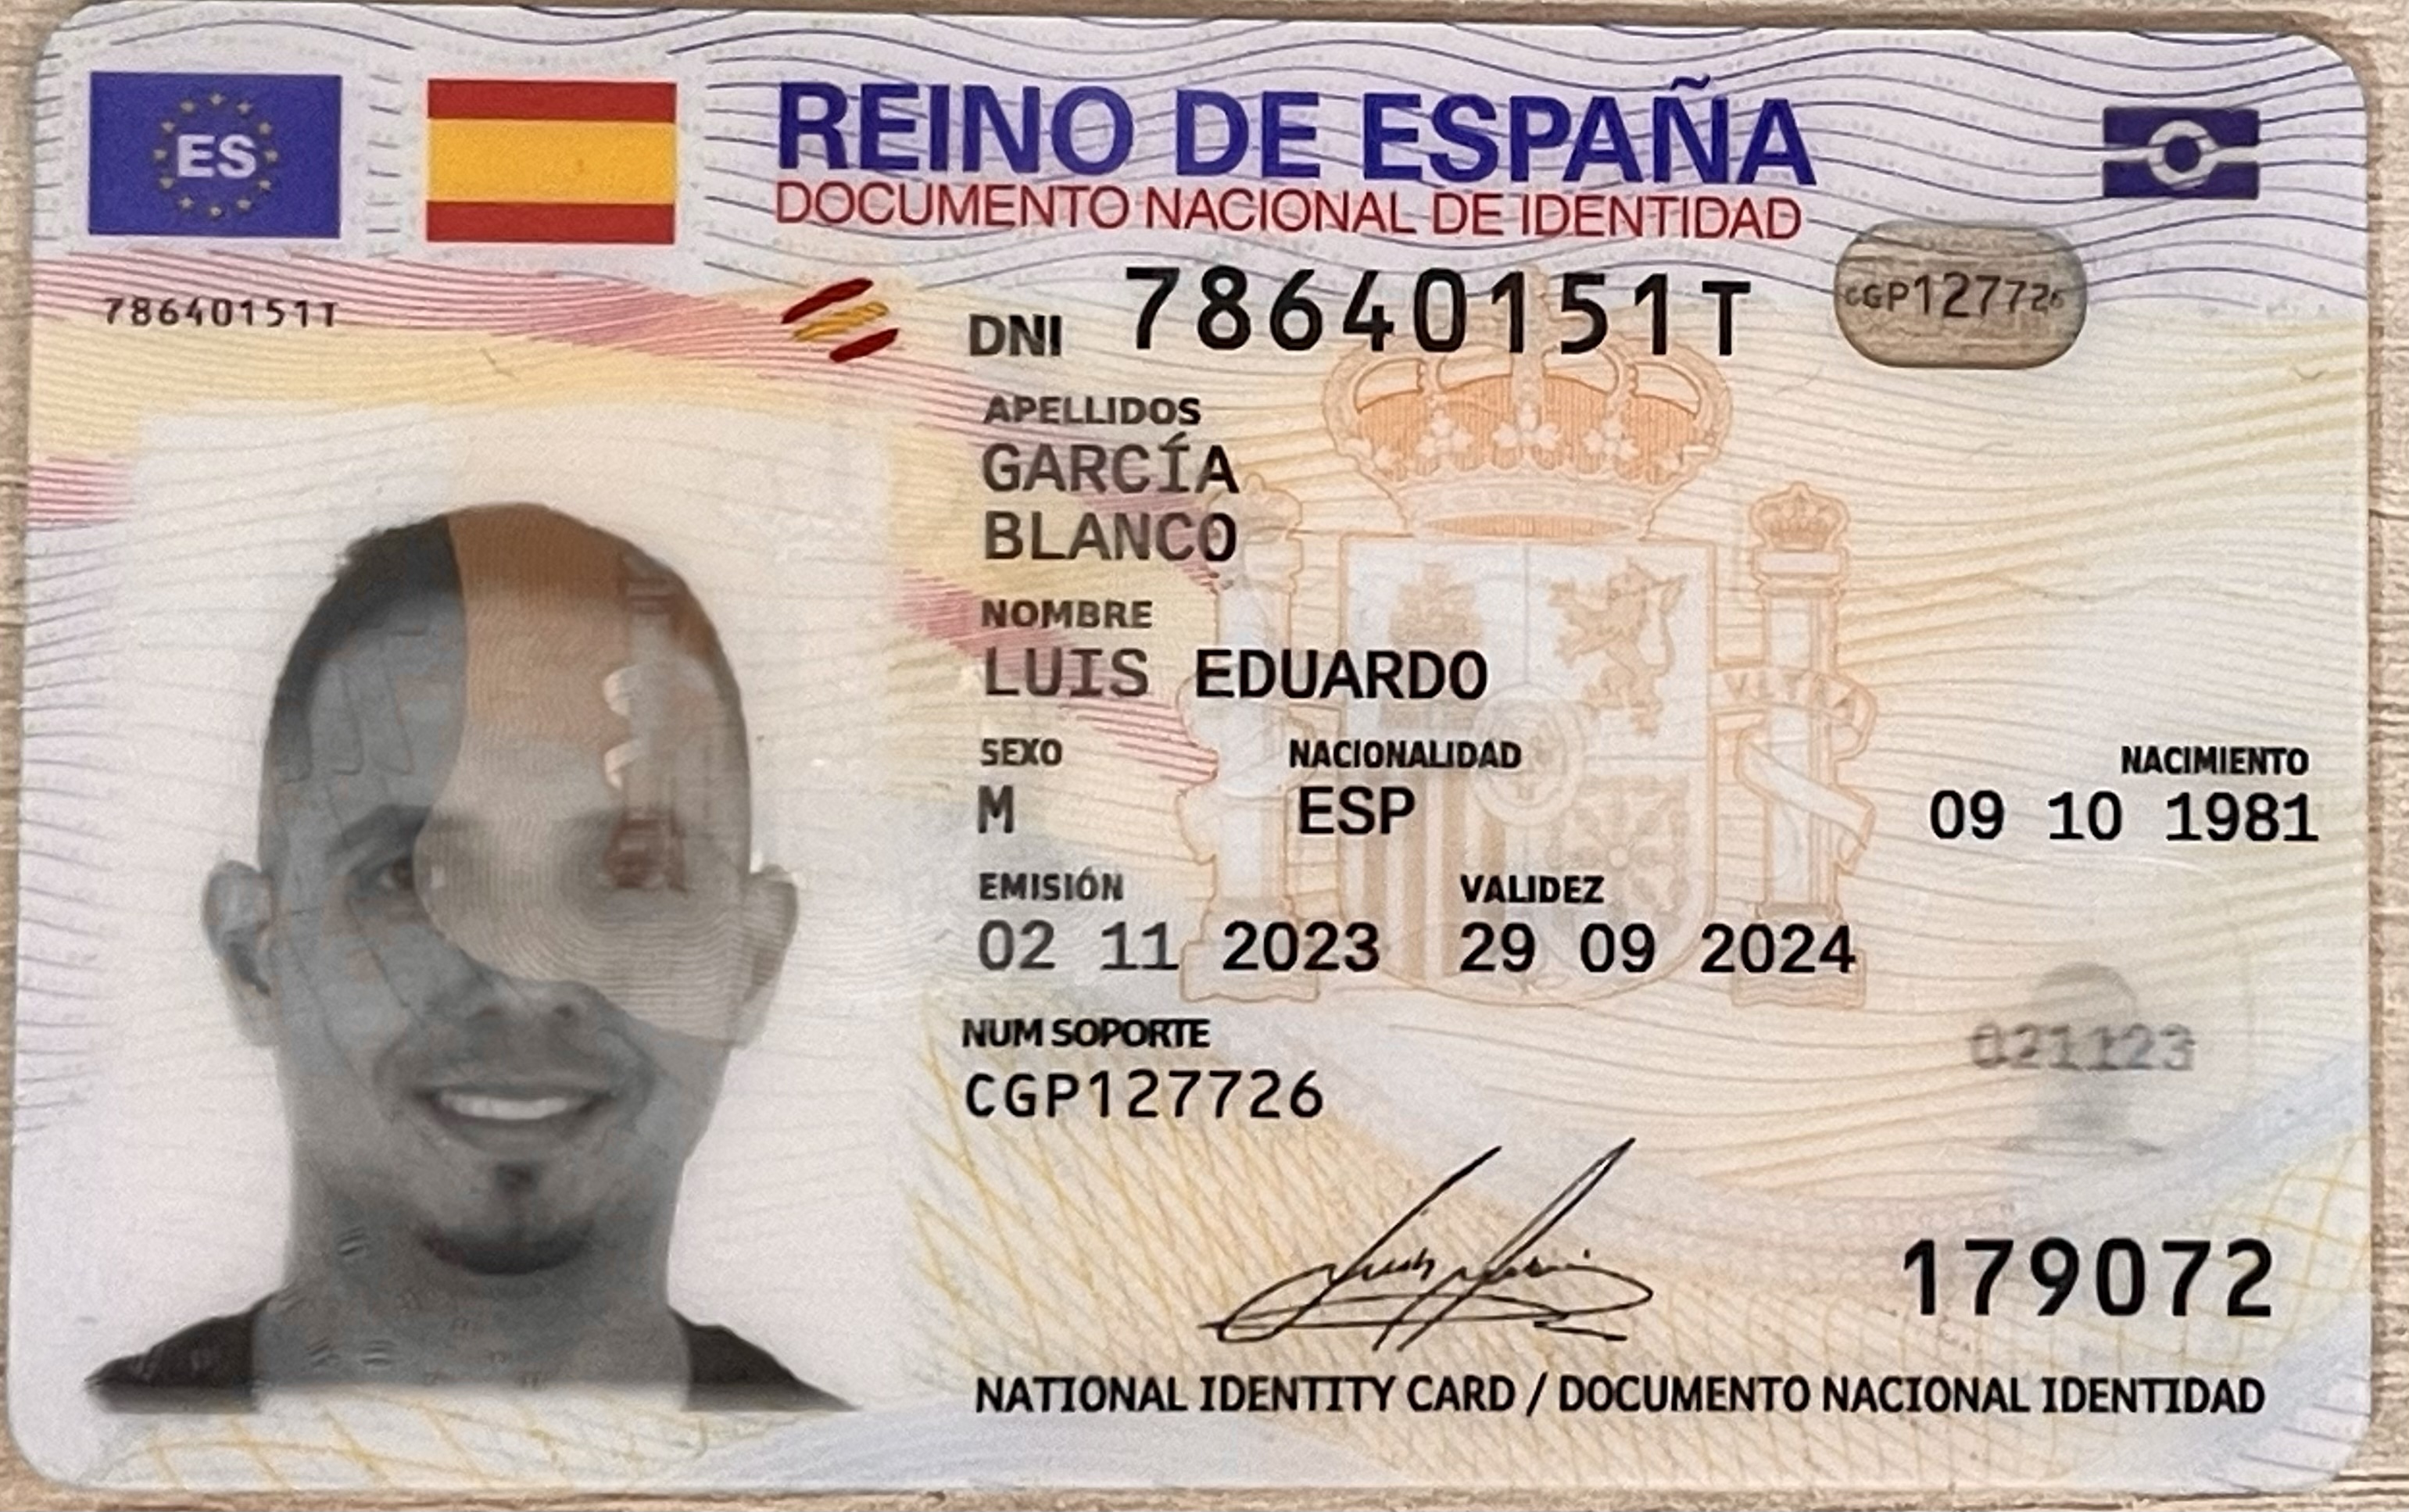 ES
REINO DE ESPAÑA
DOCUMENTO NACIONAL DE IDENTIDAD
78640151T
DNI 78640151T
CGP127726
APELLIDOS
GARCÍA
BLANCO
NOMBRE
LUIS EDUARDO
SEXO NACIONALIDAD NACIMIENTO
M ESP 09 10 1981
EMISIÓN VALIDEZ
02 11 2023 29 09 2024
NUM SOPORTE
CGP127726
021123
179072
NATIONAL IDENTITY CARD / DOCUMENTO NACIONAL IDENTIDAD